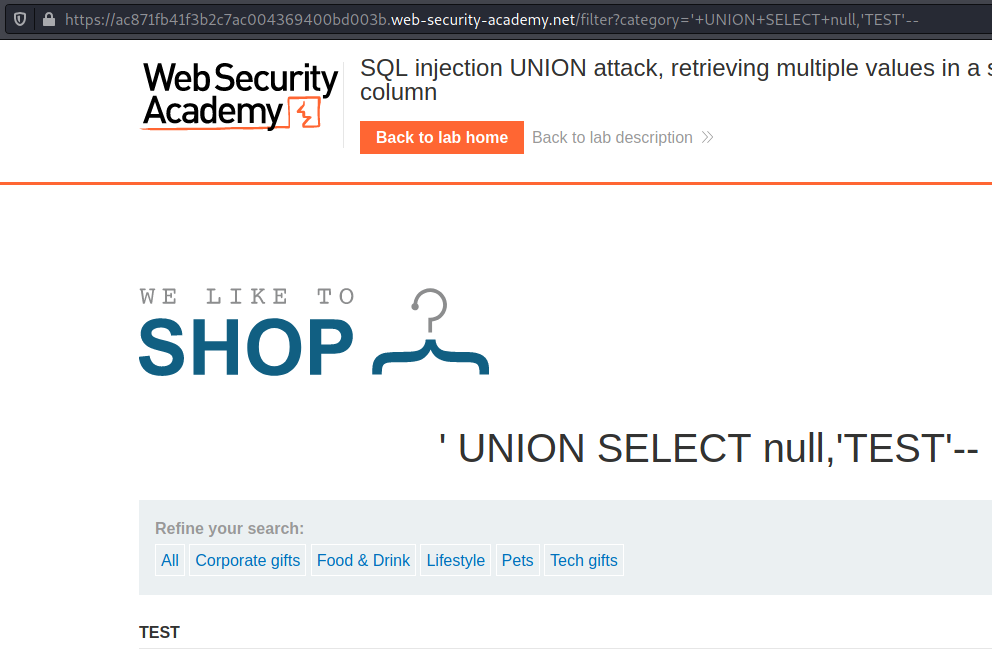 https://ac871fb41f3b2c7ac004369400bd003b.web-security-academy.net/filter?category='+UNION+SELECT+null,'TEST'--
Web Security
Academy
SQL injection UNION attack, retrieving multiple values in a s
column
Back to lab home Back to lab description
WE LIKE TO
SHOP
' UNION SELECT null,'TEST'--
Refine your search:
All Corporate gifts Food & Drink Lifestyle Pets Tech gifts
TEST